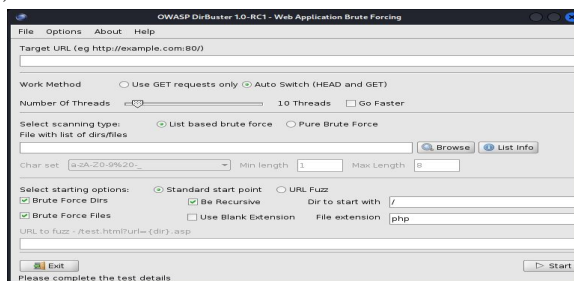 OWASP DirBuster 1.0-RC1 - Web Application Brute Forcing
File Options About Help
Target URL (eg http://example.com:80/)
Work Method Use GET requests only Auto Switch (HEAD and GET)
Number Of Threads 10 Threads Go Faster
Select scanning type: List based brute force Pure Brute Force
File with list of dirs/files
Browse List Info
Char set a-zA-Z0-9%20-_ Min length 1 Max Length 8
Select starting options: Standard start point URL Fuzz
Brute Force Dirs Be Recursive Dir to start with /
Brute Force Files Use Blank Extension File extension php
URL to fuzz - /test.html?url={dir}.asp
Exit Start
Please complete the test details